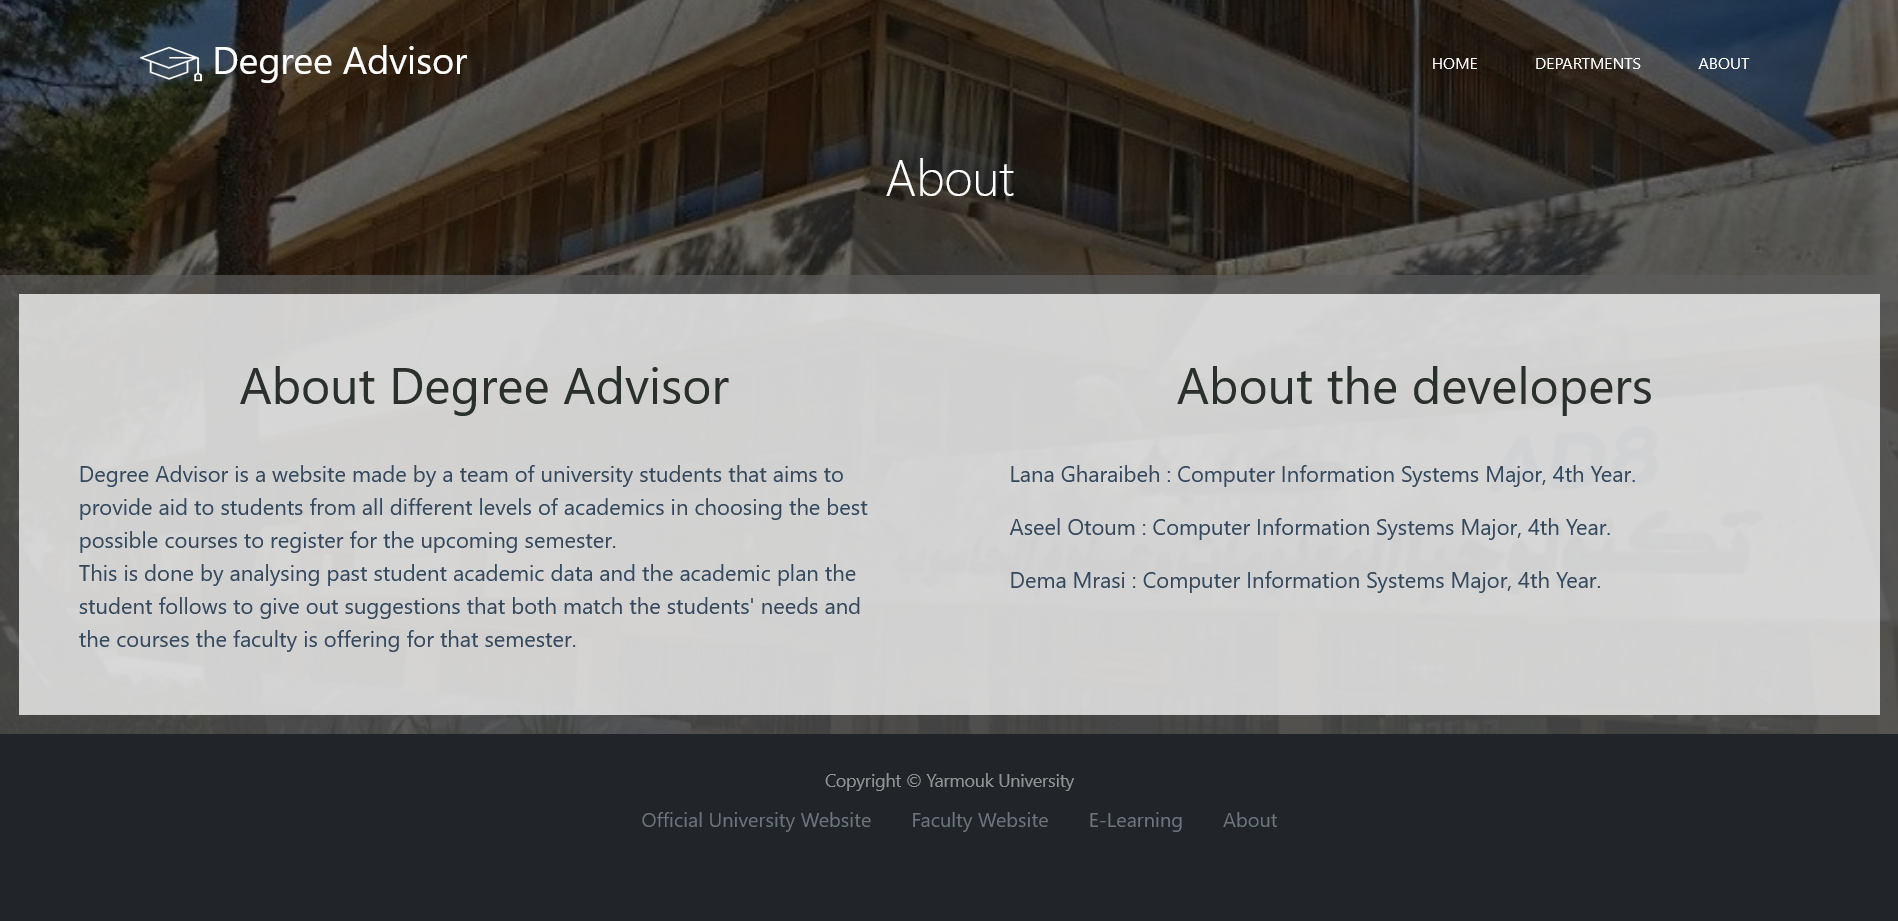 Degree Advisor
HOME
DEPARTMENTS
ABOUT
About
About Degree Advisor
Degree Advisor is a website made by a team of university students that aims to
provide aid to students from all different levels of academics in choosing the best
possible courses to register for the upcoming semester.
This is done by analysing past student academic data and the academic plan the
student follows to give out suggestions that both match the students' needs and
the courses the faculty is offering for that semester.
About the developers
Lana Gharaibeh : Computer Information Systems Major, 4th Year.
Aseel Otoum : Computer Information Systems Major, 4th Year.
Dema Mrasi : Computer Information Systems Major, 4th Year.
Copyright © Yarmouk University
Official University Website
Faculty Website
E-Learning
About